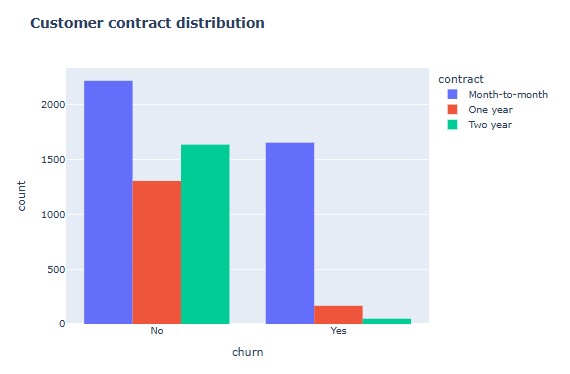 Customer contract distribution
contract
Month-to-month
One year
Two year
2000
1500
1000
500
0
count
No
Yes
churn